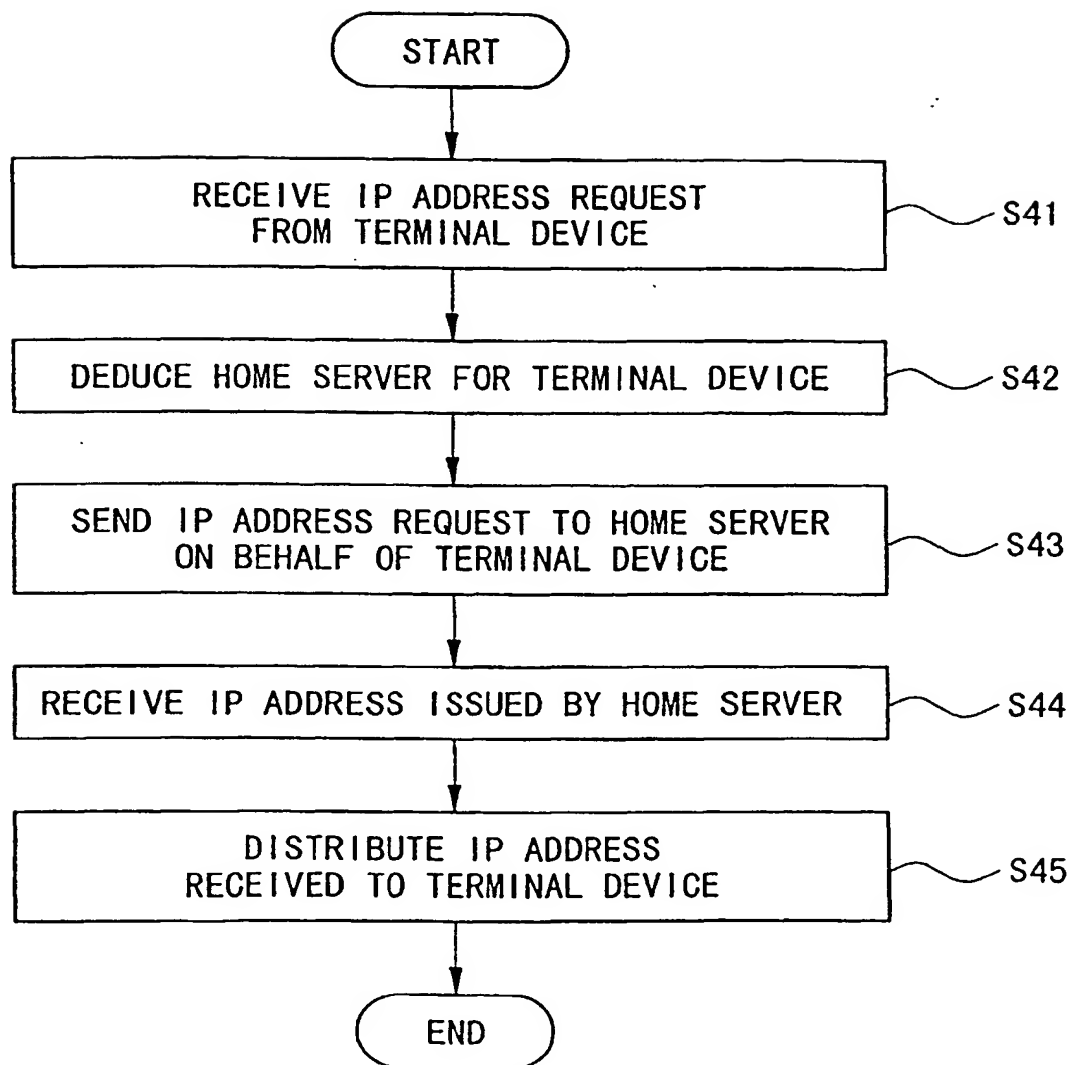 START
RECEIVE IP ADDRESS REQUEST
FROM TERMINAL DEVICE
S41
DEDUCE HOME SERVER FOR TERMINAL DEVICE
S42
SEND IP ADDRESS REQUEST TO HOME SERVER
ON BEHALF OF TERMINAL DEVICE
S43
RECEIVE IP ADDRESS ISSUED BY HOME SERVER
S44
DISTRIBUTE IP ADDRESS
RECEIVED TO TERMINAL DEVICE
S45
END